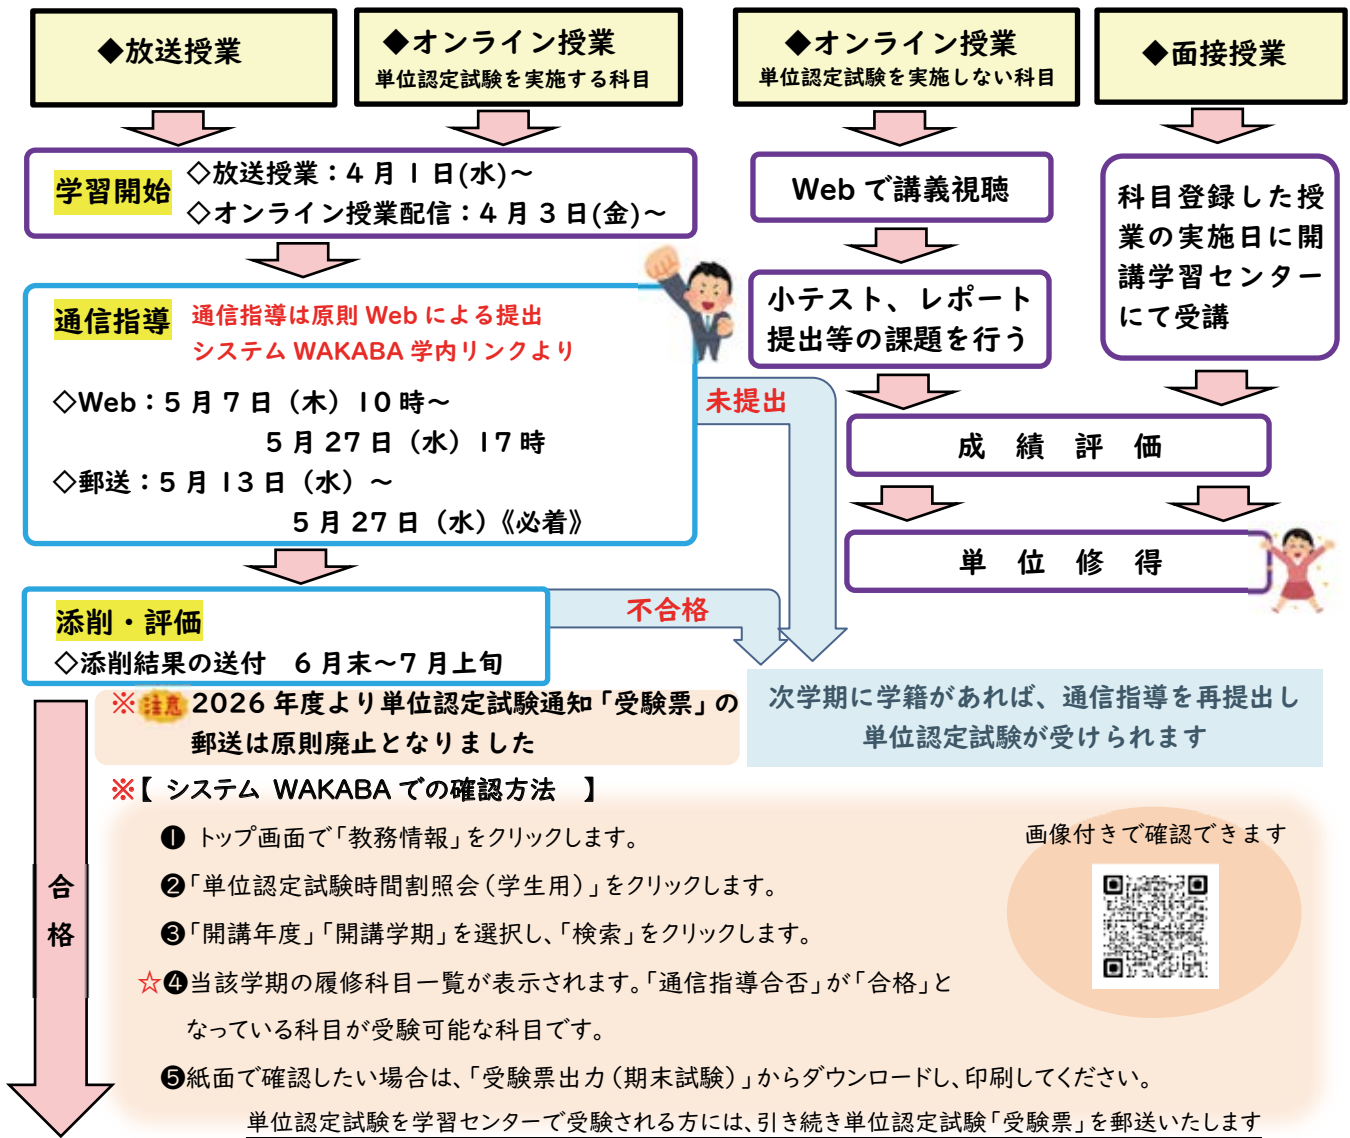 ◆放送授業
◆オンライン授業
単位認定試験を実施する科目
◆オンライン授業
単位認定試験を実施しない科目
◆面接授業
学習開始
◇放送授業：4月1日(水)～
◇オンライン授業配信：4月3日(金)～
Webで講義視聴
科目登録した授
業の実施日に開
講学習センター
にて受講
通信指導
通信指導は原則Webによる提出
システムWAKABA学内リンクより
◇Web：5月7日（木）10時～
5月27日（水）17時
◇郵送：5月13日（水）～
5月27日（水）《必着》
小テスト、レポート
提出等の課題を行う
未提出
成績評価
単位修得
添削・評価
◇添削結果の送付　6月末～7月上旬
不合格
次学期に学籍があれば、通信指導を再提出し
単位認定試験が受けられます
※注意 2026年度より単位認定試験通知「受験票」の
郵送は原則廃止となりました
合格
※【 システム WAKABAでの確認方法　】
❶ トップ画面で「教務情報」をクリックします。
❷「単位認定試験時間割照会（学生用）」をクリックします。
❸「開講年度」「開講学期」を選択し、「検索」をクリックします。
☆❹当該学期の履修科目一覧が表示されます。「通信指導合否」が「合格」と
なっている科目が受験可能な科目です。
❺紙面で確認したい場合は、「受験票出力（期末試験）」からダウンロードし、印刷してください。
画像付きで確認できます
単位認定試験を学習センターで受験される方には、引き続き単位認定試験「受験票」を郵送いたします